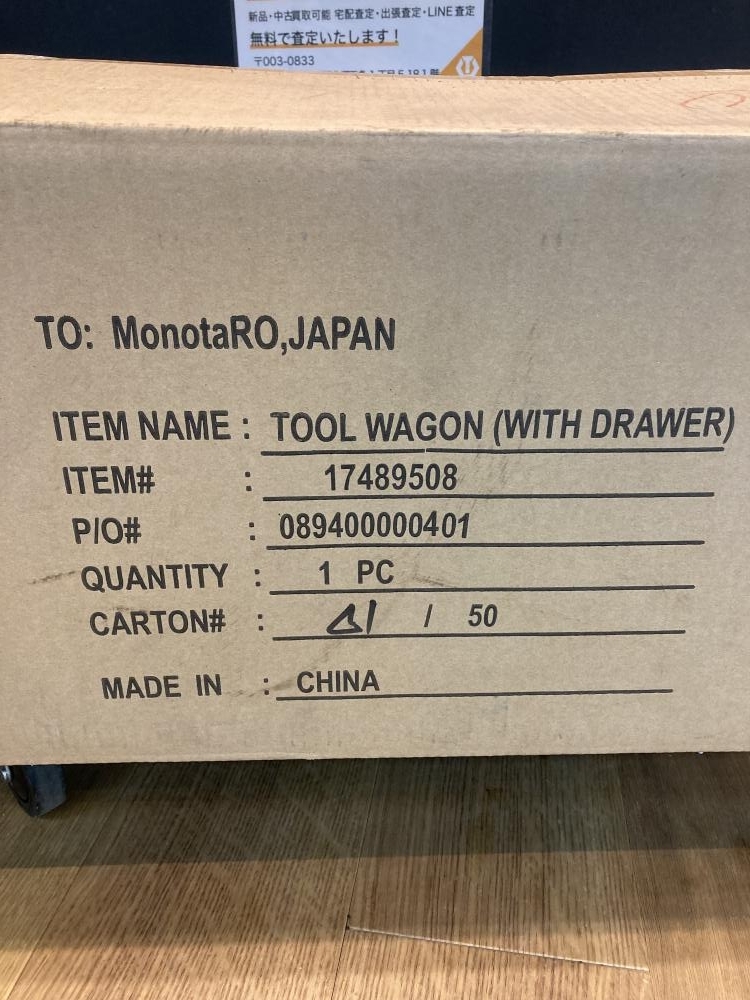 新品・中古買取可能 宅配査定・出張査定・LINE査定
無料で査定いたします!
〒003-0833
TO: MonotaRO,JAPAN
ITEM NAME : TOOL WAGON (WITH DRAWER)
ITEM# : 17489508
P/O# : 089400000401
QUANTITY : 1 PC
CARTON# : / 50
MADE IN : CHINA